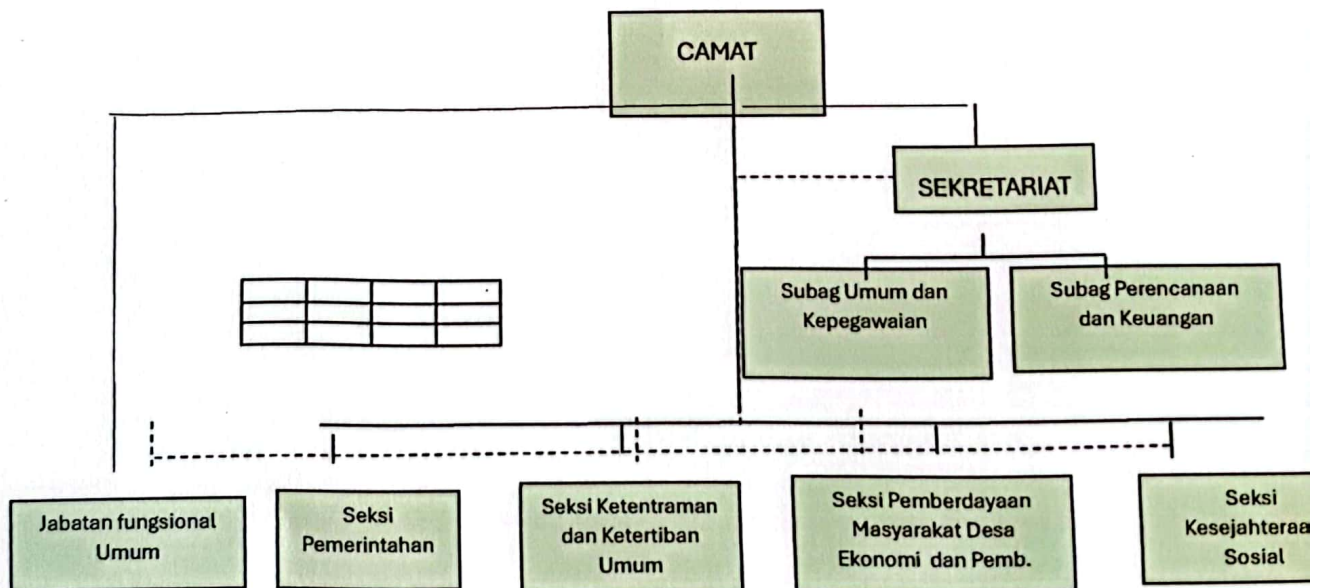 CAMAT
SEKRETARIAT
Subag Umum dan
Kepegawaian
Subag Perencanaan
dan Keuangan
Jabatan fungsional
Umum
Seksi
Pemerintahan
Seksi Ketentraman
dan Ketertiban
Umum
Seksi Pemberdayaan
Masyarakat Desa
Ekonomi dan Pemb.
Seksi
Kesejahteraa
Sosial